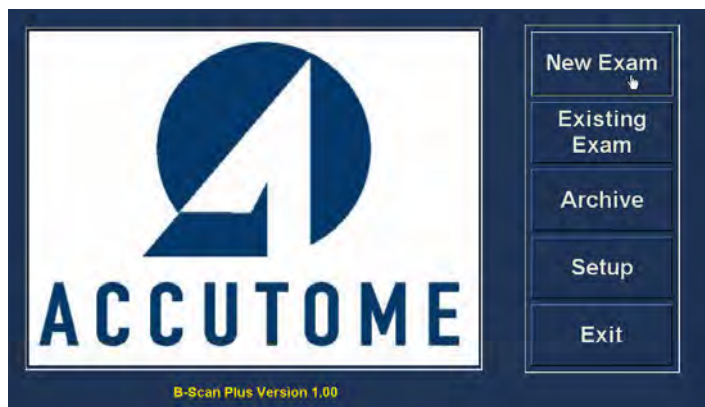 ACCUTOME
B-Scan Plus Version 1.00
New Exam
Existing
Exam
Archive
Setup
Exit